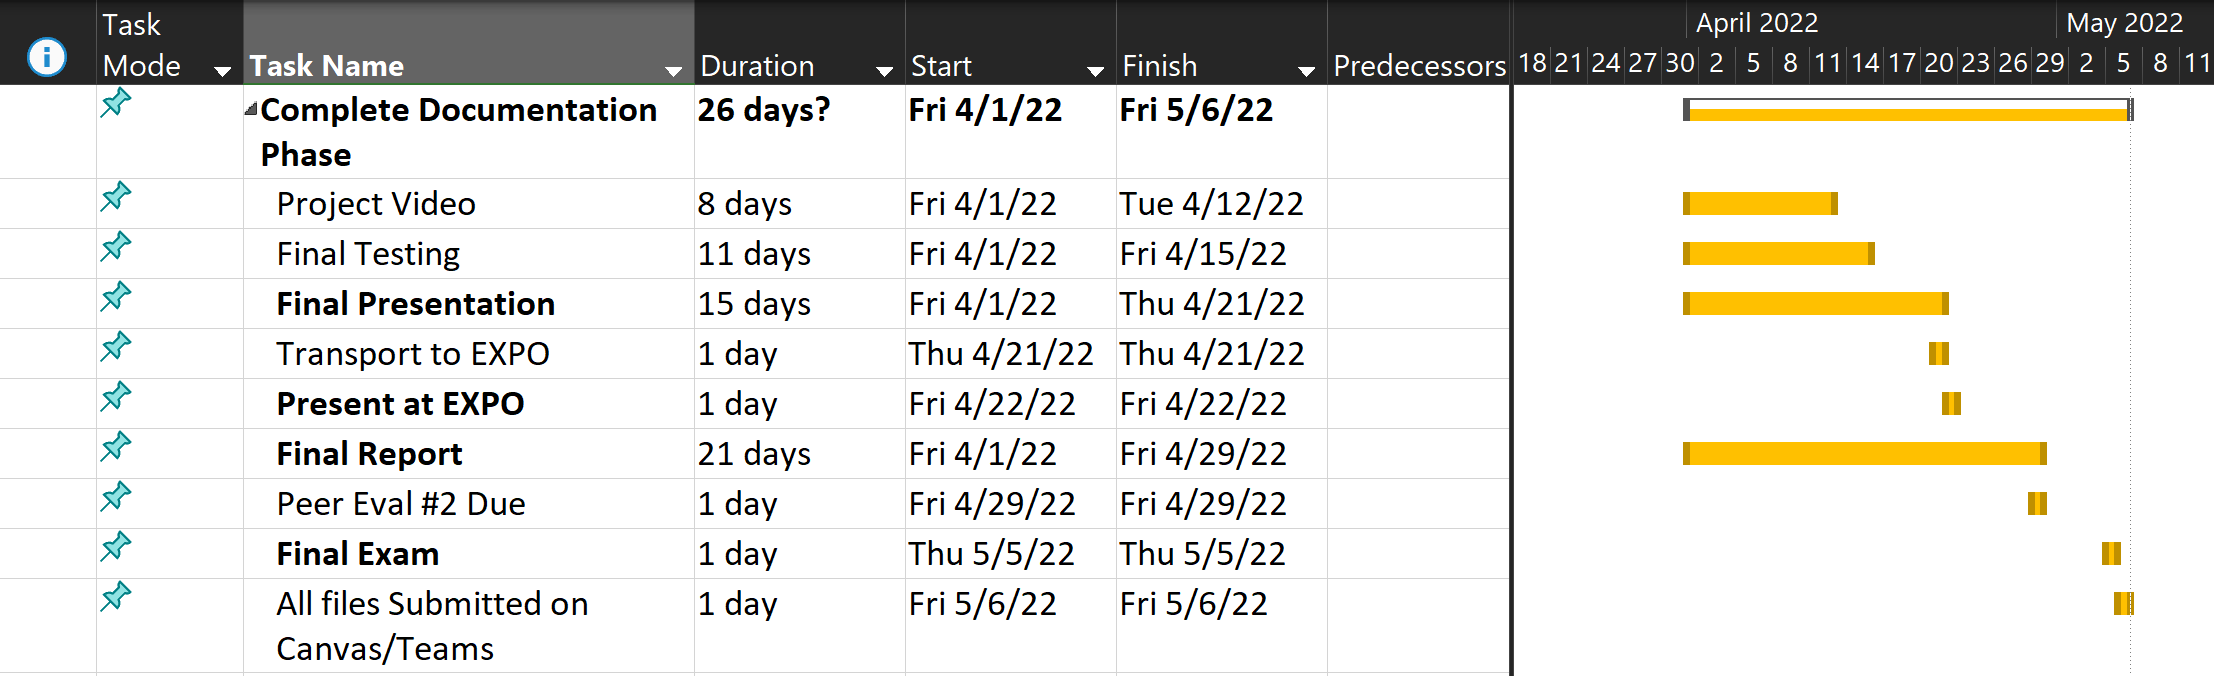 Task Mode Task Name Duration Start Finish Predecessors
April 2022 May 2022
18 21 24 27 30 2 5 8 11 14 17 20 23 26 29 2 5 8 11
Complete Documentation Phase 26 days? Fri 4/1/22 Fri 5/6/22
Project Video 8 days Fri 4/1/22 Tue 4/12/22
Final Testing 11 days Fri 4/1/22 Fri 4/15/22
Final Presentation 15 days Fri 4/1/22 Thu 4/21/22
Transport to EXPO 1 day Thu 4/21/22 Thu 4/21/22
Present at EXPO 1 day Fri 4/22/22 Fri 4/22/22
Final Report 21 days Fri 4/1/22 Fri 4/29/22
Peer Eval #2 Due 1 day Fri 4/29/22 Fri 4/29/22
Final Exam 1 day Thu 5/5/22 Thu 5/5/22
All files Submitted on Canvas/Teams 1 day Fri 5/6/22 Fri 5/6/22